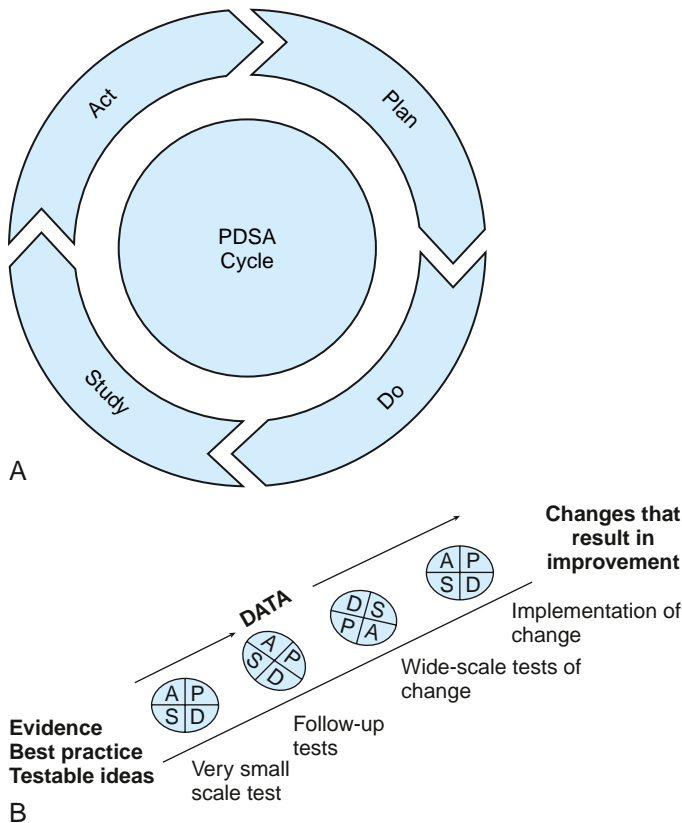 Act
Plan
PDSA
Cycle
Study
Do
A
Changes that
result in
improvement
A P
S D
DATA
D S
P A
Implementation of
change
A P
S D
Wide-scale tests of
change
A P
S D
Evidence
Best practice
Testable ideas
Follow-up
tests
Very small
scale test
B